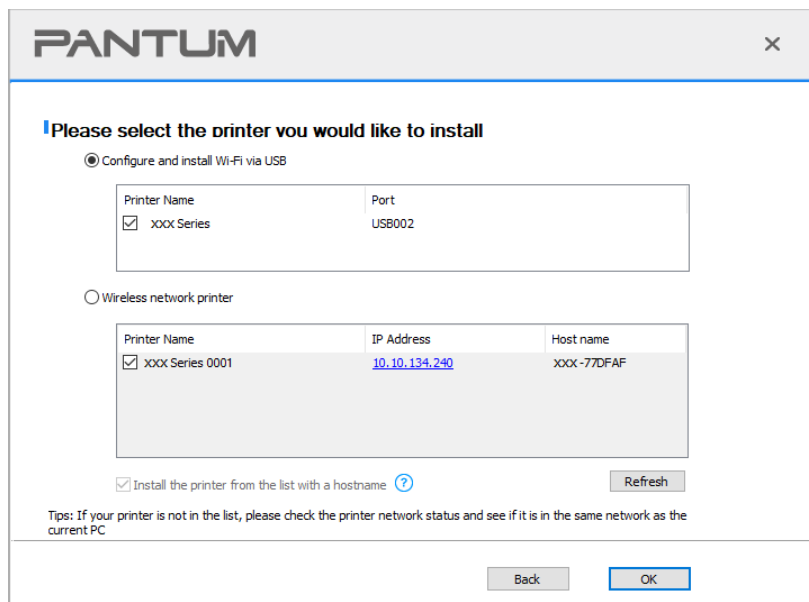 PANTUM
Please select the printer you would like to install
Configure and install Wi-Fi via USB
Printer Name Port
XXX Series USB002
Wireless network printer
Printer Name IP Address Host name
XXX Series 0001 10.10.134.240 XXX-77DFAF
Install the printer from the list with a hostname ?
Refresh
Tips: If your printer is not in the list, please check the printer network status and see if it is in the same network as the
current PC
Back OK